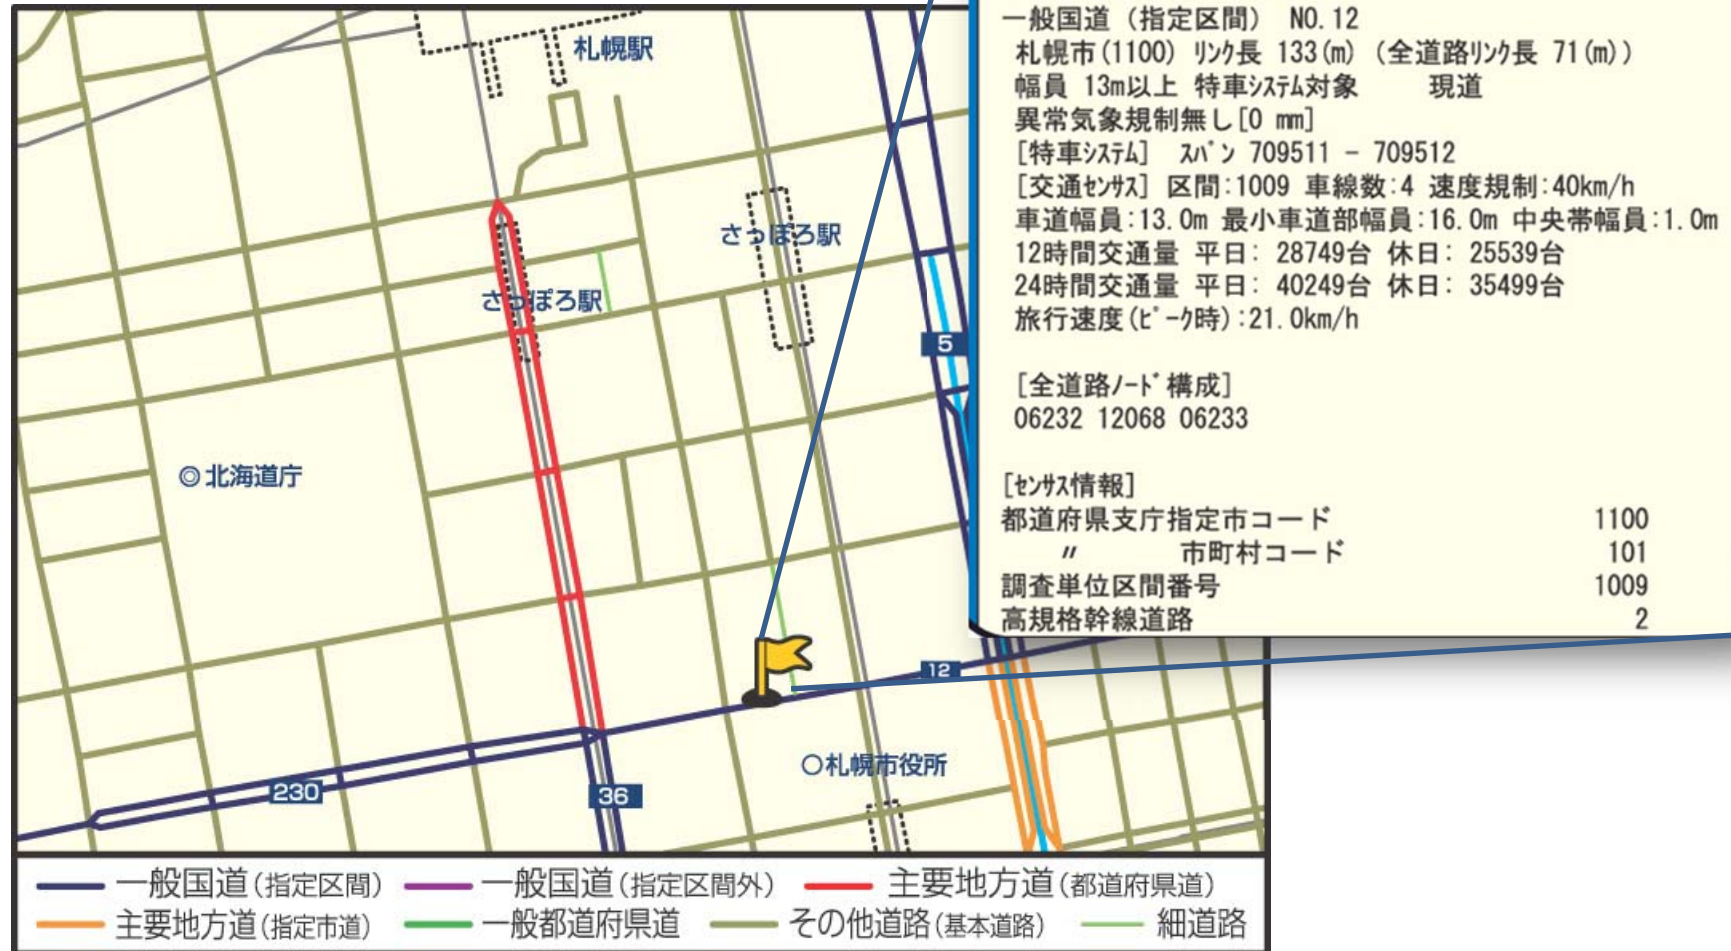 札幌駅
さっぽろ駅
さっぽろ駅
5
◎北海道庁
12
○札幌市役所
230
36
一般国道（指定区間） NO.12
札幌市(1100) ﾘﾝｸ長 133(m) (全道路ﾘﾝｸ長 71(m))
幅員 13m以上 特車ｼｽﾃﾑ対象 現道
異常気象規制無し[0 mm]
[特車ｼｽﾃﾑ] ｽﾊﾟﾝ 709511 - 709512
[交通ｾﾝｻｽ] 区間:1009 車線数:4 速度規制:40km/h
車道幅員:13.0m 最小車道部幅員:16.0m 中央帯幅員:1.0m
12時間交通量 平日: 28749台 休日: 25539台
24時間交通量 平日: 40249台 休日: 35499台
旅行速度(ﾋﾟｰｸ時):21.0km/h
[全道路ﾉｰﾄﾞ構成]
06232 12068 06233
[ｾﾝｻｽ情報]
都道府県支庁指定市コード 1100
〃 市町村コード 101
調査単位区間番号 1009
高規格幹線道路 2
一般国道(指定区間) 一般国道(指定区間外) 主要地方道(都道府県道)
主要地方道(指定市道) 一般都道府県道 その他道路(基本道路) 細道路